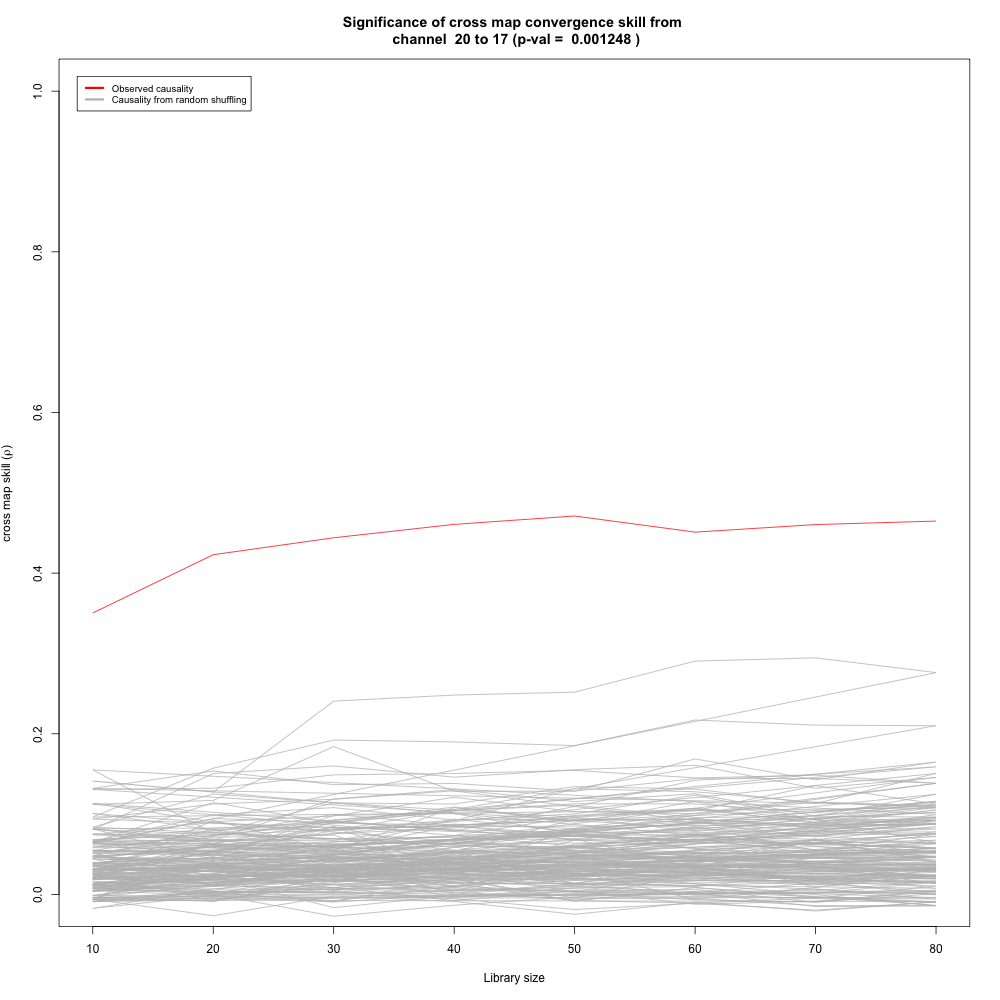 Significance of cross map convergence skill from
channel  20 to 17 (p-val =  0.001248 )
Observed causality
Causality from random shuffling
1.0
0.8
0.6
0.4
0.2
0.0
cross map skill (ρ)
10 20 30 40 50 60 70 80
Library size